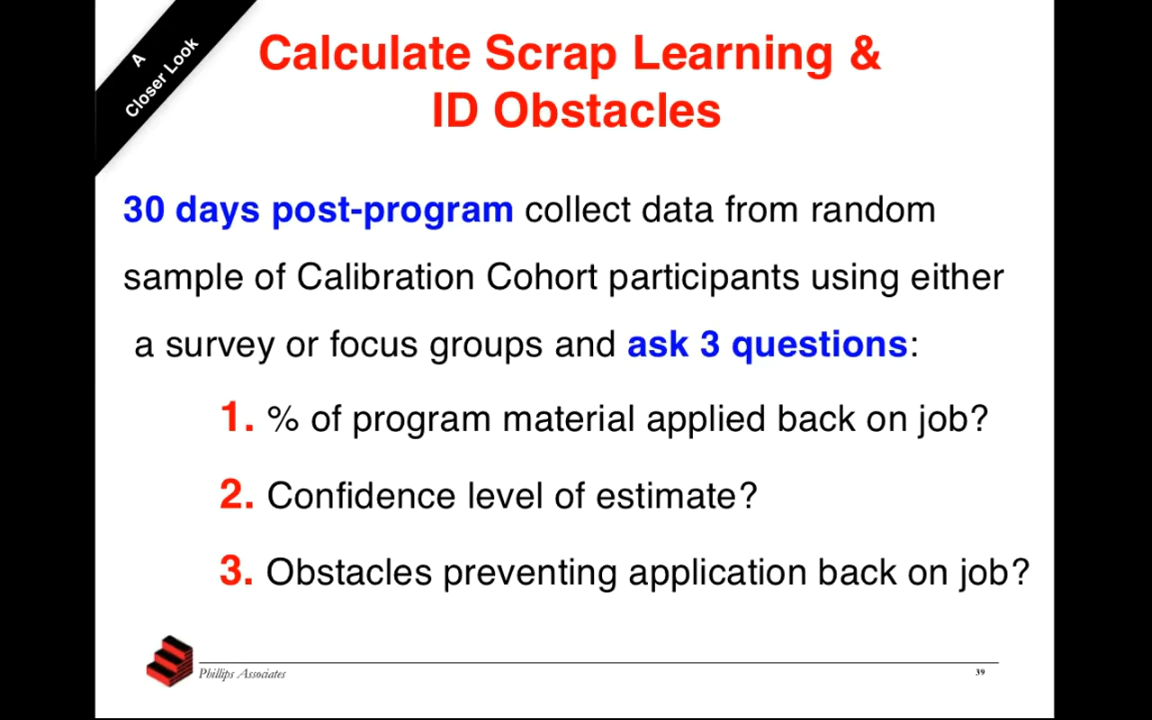 A
Closer Look
Calculate Scrap Learning &
ID Obstacles
30 days post-program collect data from random
sample of Calibration Cohort participants using either
a survey or focus groups and ask 3 questions:
1. % of program material applied back on job?
2. Confidence level of estimate?
3. Obstacles preventing application back on job?
Phillips Associates
39